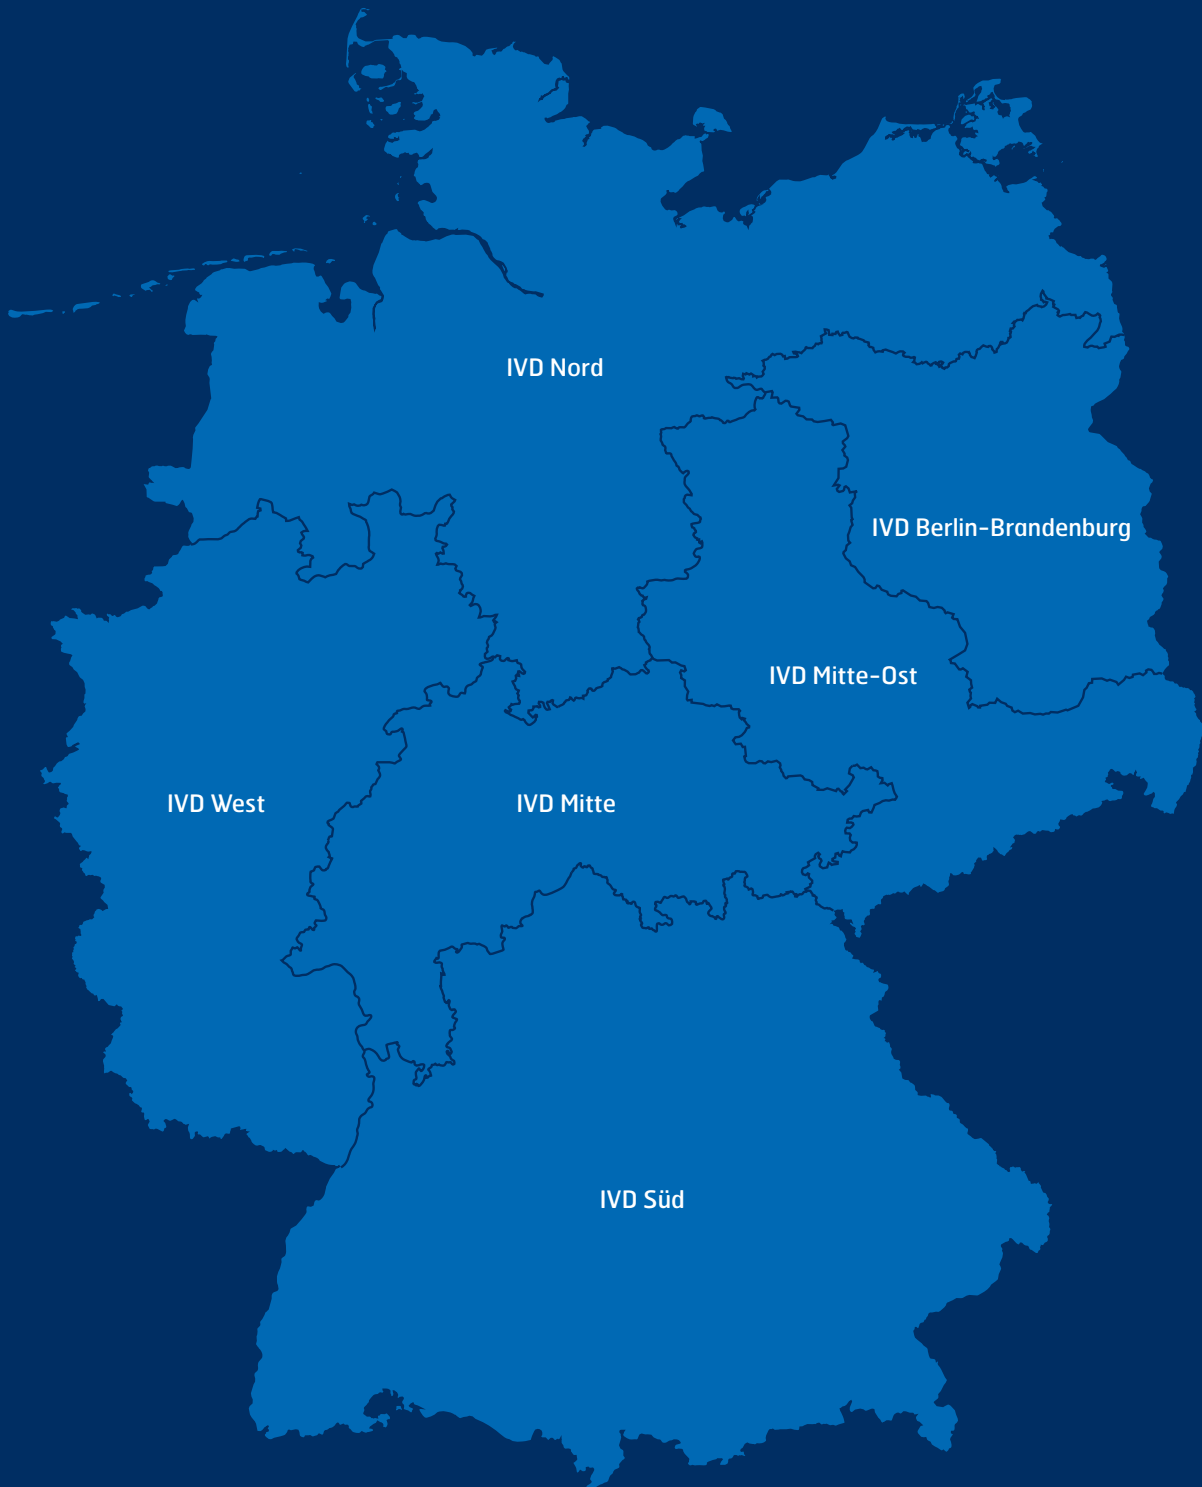 IVD Nord
IVD Berlin-Brandenburg
IVD Mitte-Ost
IVD West
IVD Mitte
IVD Süd